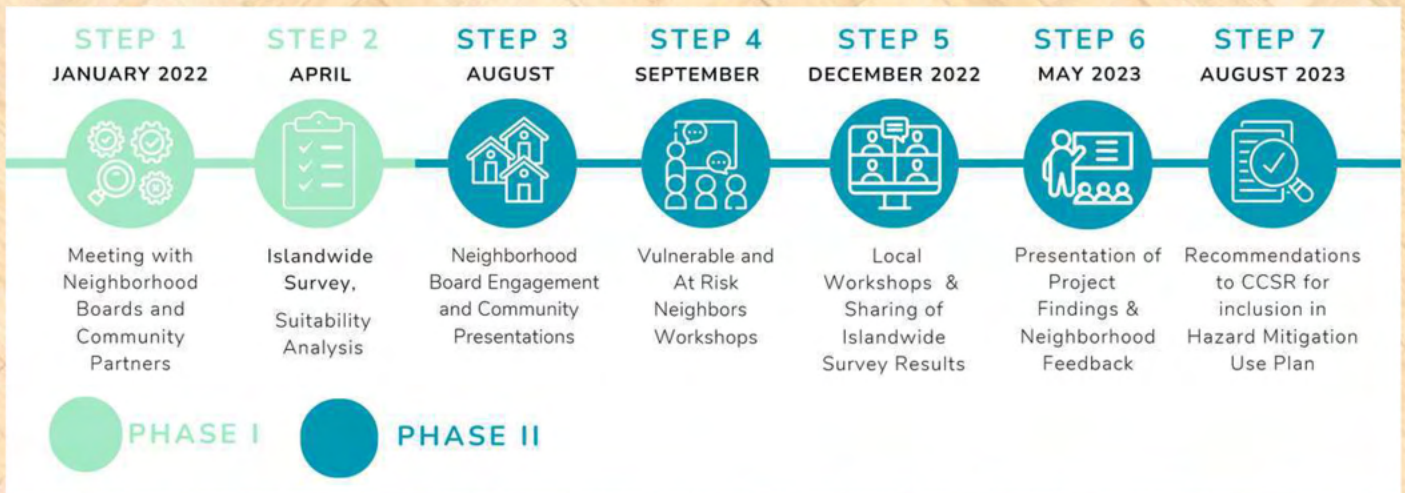 STEP 1
JANUARY 2022
Meeting with
Neighborhood
Boards and
Community
Partners
STEP 2
APRIL
Islandwide
Survey,
Suitability
Analysis
STEP 3
AUGUST
Neighborhood
Board Engagement
and Community
Presentations
STEP 4
SEPTEMBER
Vulnerable and
At Risk
Neighbors
Workshops
STEP 5
DECEMBER 2022
Local
Workshops &
Sharing of
Islandwide
Survey Results
STEP 6
MAY 2023
Presentation of
Project
Findings &
Neighborhood
Feedback
STEP 7
AUGUST 2023
Recommendations
to CCSR for
inclusion in
Hazard Mitigation
Use Plan
PHASE I
PHASE II